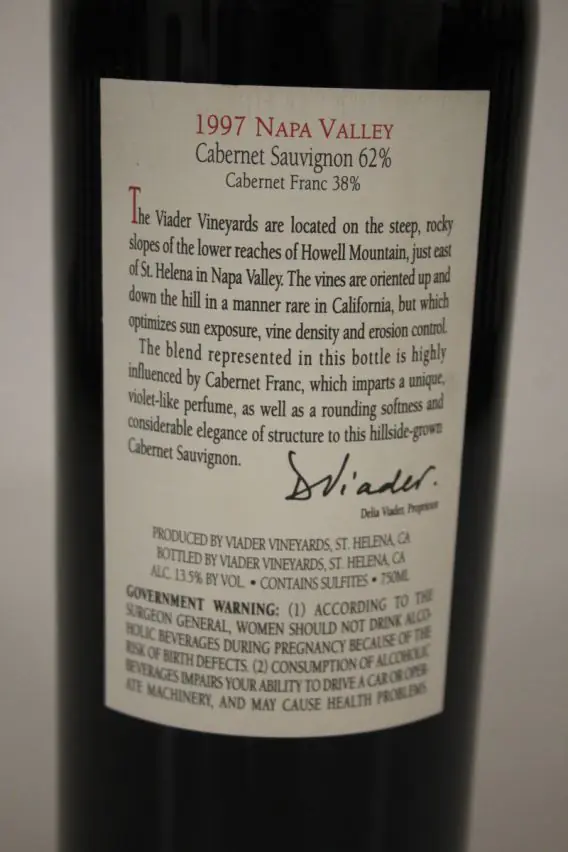 1997 NAPA VALLEY
Cabernet Sauvignon 62%
Cabernet Franc 38%
The Viader Vineyards are located on the steep, rocky
slopes of the lower reaches of Howell Mountain, just east
of St. Helena in Napa Valley. The vines are oriented up and
down the hill in a manner rare in California, but which
optimizes sun exposure, vine density and erosion control.
The blend represented in this bottle is highly
influenced by Cabernet Franc, which imparts a unique,
violet-like perfume, as well as a rounding softness and
considerable elegance of structure to this hillside-grown
Cabernet Sauvignon.
DViader.
Delia Viader, Proprietor
PRODUCED BY VIADER VINEYARDS, ST. HELENA, CA
BOTTLED BY VIADER VINEYARDS, ST. HELENA, CA
ALC. 13.5% BY VOL. • CONTAINS SULFITES • 750ML
GOVERNMENT WARNING: (1) ACCORDING TO THE
SURGEON GENERAL, WOMEN SHOULD NOT DRINK ALCO-
HOLIC BEVERAGES DURING PREGNANCY BECAUSE OF THE
RISK OF BIRTH DEFECTS. (2) CONSUMPTION OF ALCOHOLIC
BEVERAGES IMPAIRS YOUR ABILITY TO DRIVE A CAR OR OPER-
ATE MACHINERY, AND MAY CAUSE HEALTH PROBLEMS.